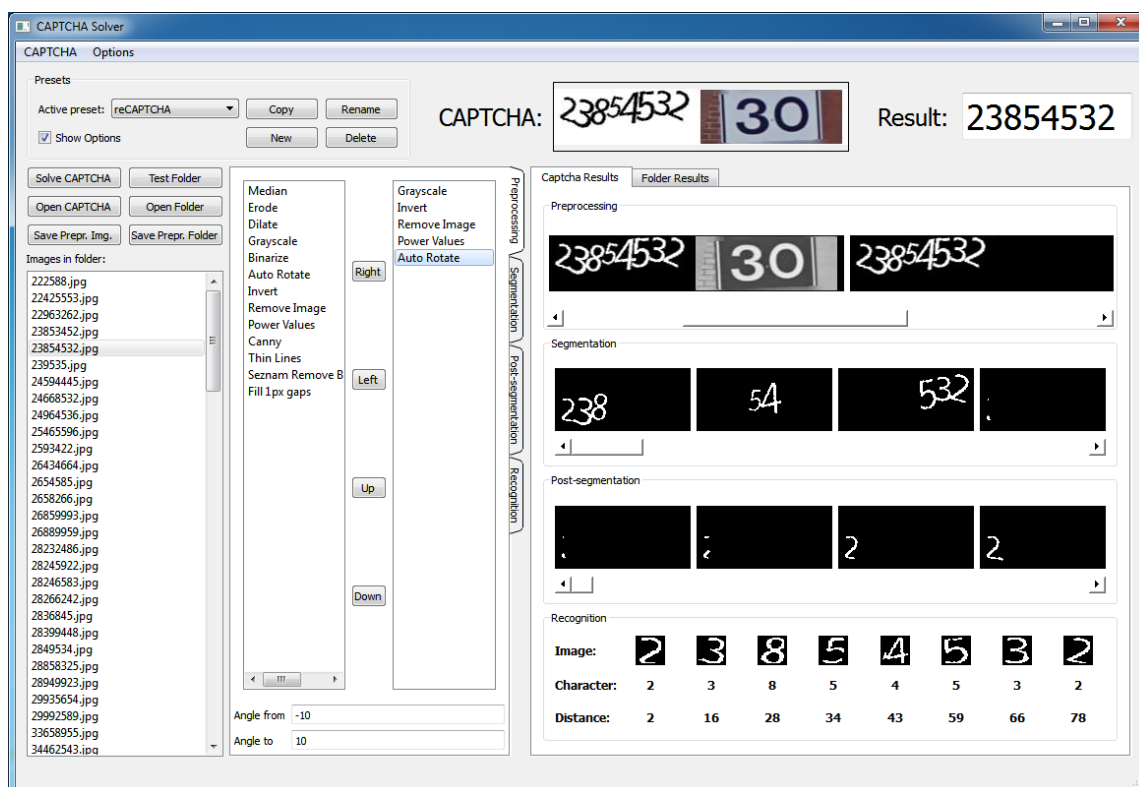 CAPTCHA Solver
CAPTCHA Options
Presets
Active preset: reCAPTCHA
Copy
Rename
Show Options
New
Delete
CAPTCHA:
23854532
30
Result: 23854532
Solve CAPTCHA
Test Folder
Open CAPTCHA
Open Folder
Save Prepr. Img.
Save Prepr. Folder
Images in folder:
222588.jpg
22425553.jpg
22963262.jpg
23853452.jpg
23854532.jpg
239535.jpg
24594445.jpg
24668532.jpg
24964536.jpg
25465596.jpg
2593422.jpg
26434664.jpg
2654585.jpg
2658266.jpg
26859993.jpg
26889959.jpg
28232486.jpg
28245922.jpg
28246583.jpg
28266242.jpg
2836845.jpg
28399448.jpg
2849534.jpg
28858325.jpg
28949923.jpg
29935654.jpg
29992589.jpg
33658955.jpg
34462543.jpg
Median
Erode
Dilate
Grayscale
Binarize
Auto Rotate
Invert
Remove Image
Power Values
Canny
Thin Lines
Seznam Remove B
Fill 1px gaps
Right
Left
Up
Down
Grayscale
Invert
Remove Image
Power Values
Auto Rotate
Angle from -10
Angle to 10
Preprocessing
Segmentation
Post-segmentation
Recognition
Captcha Results
Folder Results
Preprocessing
23854532
30
23854532
Segmentation
238
54
532
Post-segmentation
2
2
Recognition
Image: 2 3 8 5 4 5 3 2
Character: 2 3 8 5 4 5 3 2
Distance: 2 16 28 34 43 59 66 78